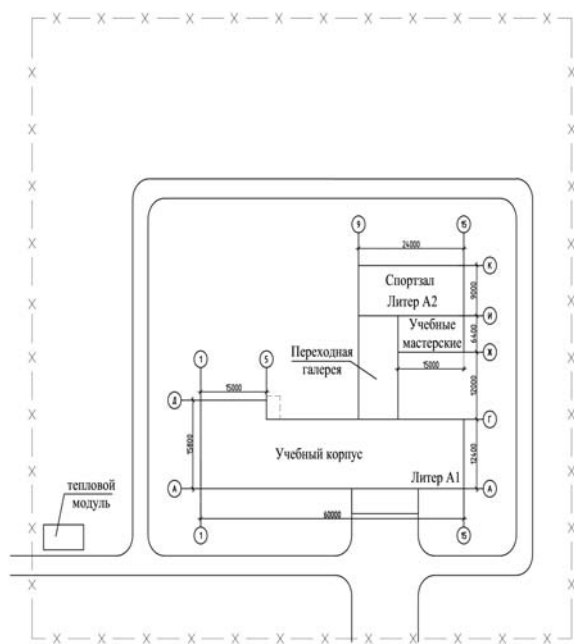 9
15
24000
К
Спортзал
Литер А2
9000
И
Учебные
мастерские
6400
Переходная
галерея
Ж
1
5
15000
15000
12000
Д
Г
15800
Учебный корпус
12400
Литер А1
А
А
тепловой
модуль
60000
1
15